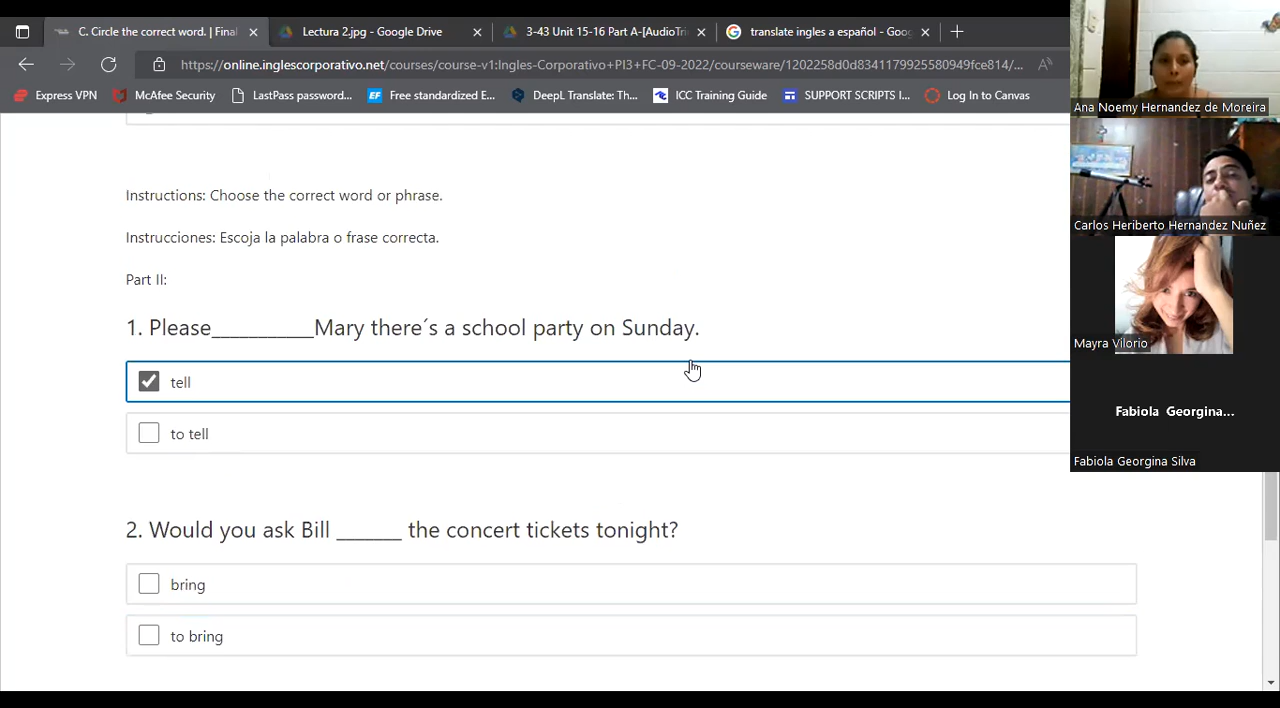 C. Circle the correct word. | Final
Lectura 2.jpg - Google Drive
3-43 Unit 15-16 Part A-[AudioTri
translate ingles a español - Goog
https://online.inglescorporativo.net/courses/course-v1:Ingles-Corporativo+PI3+FC-09-2022/courseware/1202258d0d8341179925580949fce814/...
Express VPN
McAfee Security
LastPass password...
Free standardized E...
DeepL Translate: Th...
ICC Training Guide
SUPPORT SCRIPTS I...
Log In to Canvas
Instructions: Choose the correct word or phrase.
Instrucciones: Escoja la palabra o frase correcta.
Part II:
1. Please___________Mary there´s a school party on Sunday.
tell
to tell
2. Would you ask Bill _______ the concert tickets tonight?
bring
to bring
Ana Noemy Hernandez de Moreira
Carlos Heriberto Hernandez Nuñez
Mayra Vilorio
Fabiola Georgina...
Fabiola Georgina Silva